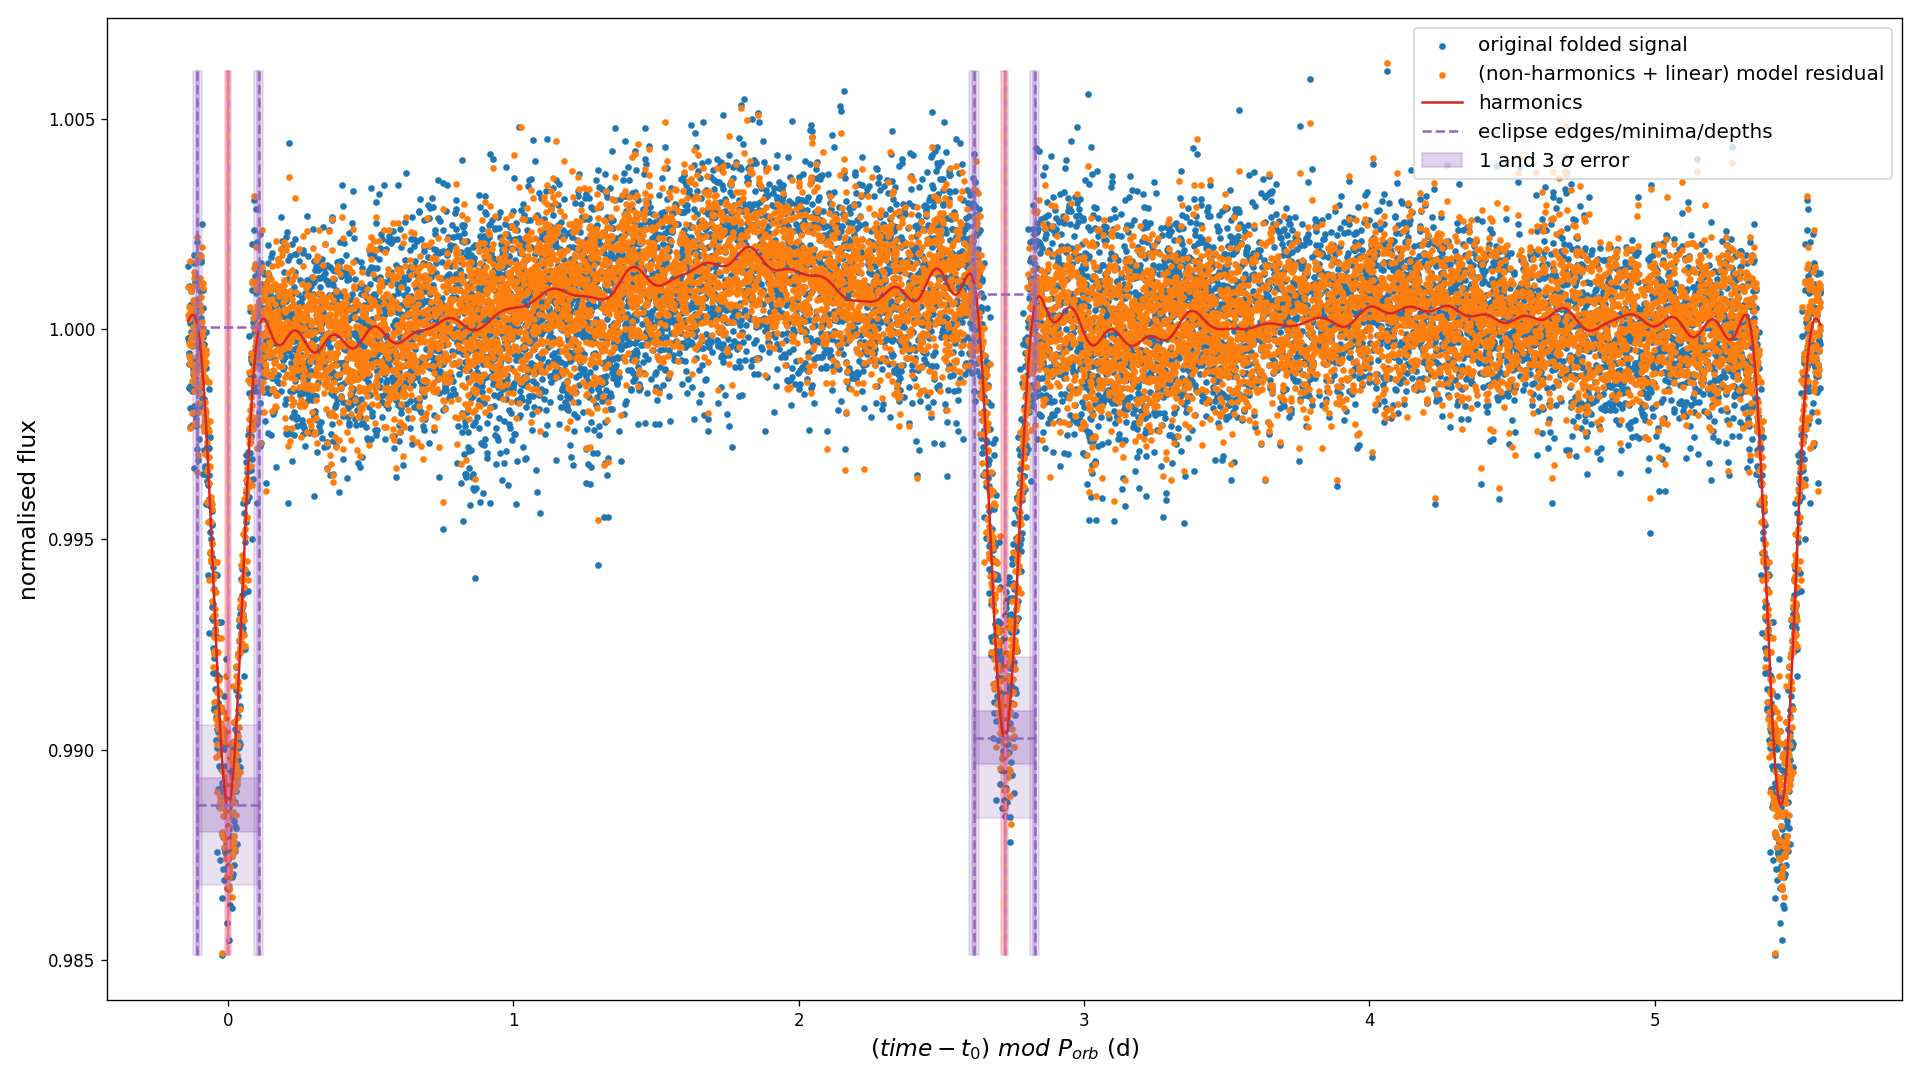 original folded signal
(non-harmonics + linear) model residual
harmonics
eclipse edges/minima/depths
1 and 3 σ error
normalised flux
1.005
1.000
0.995
0.990
0.985
0 1 2 3 4 5
(time − t₀) mod Pₒᵣᵦ (d)